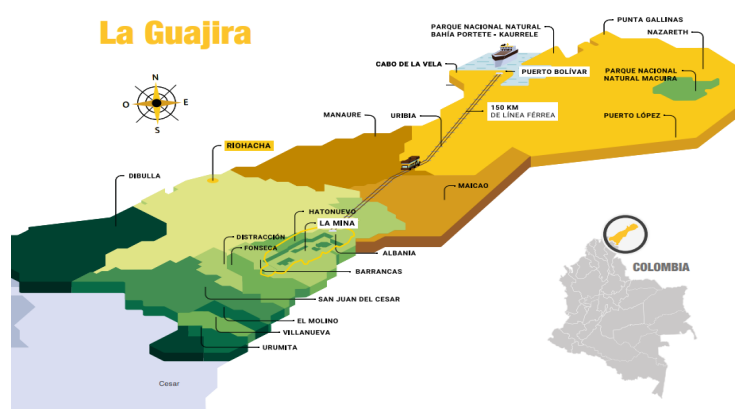 La Guajira
PARQUE NACIONAL NATURAL
BAHÍA PORTETE - KAURRELE
PUNTA GALLINAS
NAZARETH
CABO DE LA VELA
PUERTO BOLÍVAR
PARQUE NACIONAL
NATURAL MACUIRA
N
O
E
S
150 KM
DE LÍNEA FÉRREA
MANAURE
URIBIA
PUERTO LÓPEZ
RIOHACHA
DIBULLA
MAICAO
HATONUEVO
LA MINA
DISTRACCIÓN
FONSECA
ALBANIA
BARRANCAS
COLOMBIA
SAN JUAN DEL CESAR
EL MOLINO
VILLANUEVA
URUMITA
Cesar